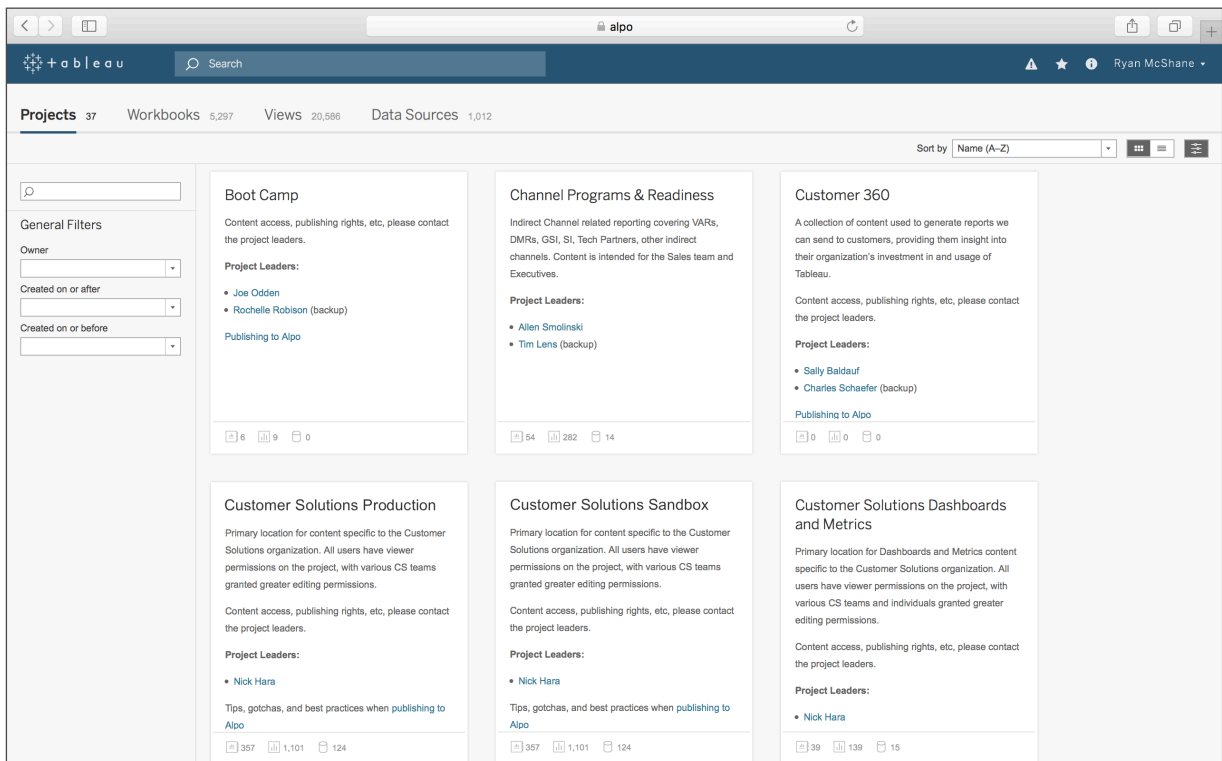 alpo
+ a b | e a u
Search
Ryan McShane
Projects 37
Workbooks 5,297
Views 20,586
Data Sources 1,012
Sort by Name (A–Z)
General Filters
Owner
Created on or after
Created on or before
Boot Camp
Content access, publishing rights, etc, please contact
the project leaders.
Project Leaders:
• Joe Odden
• Rochelle Robison (backup)
Publishing to Alpo
6 9 0
Channel Programs & Readiness
Indirect Channel related reporting covering VARs,
DMRs, GSI, SI, Tech Partners, other indirect
channels. Content is intended for the Sales team and
Executives.
Project Leaders:
• Allen Smolinski
• Tim Lens (backup)
54 282 14
Customer 360
A collection of content used to generate reports we
can send to customers, providing them insight into
their organization's investment in and usage of
Tableau.
Content access, publishing rights, etc, please contact
the project leaders.
Project Leaders:
• Sally Baldauf
• Charles Schaefer (backup)
Publishing to Alpo
0 0 0
Customer Solutions Production
Primary location for content specific to the Customer
Solutions organization. All users have viewer
permissions on the project, with various CS teams
granted greater editing permissions.
Content access, publishing rights, etc, please contact
the project leaders.
Project Leaders:
• Nick Hara
Tips, gotchas, and best practices when publishing to
Alpo
357 1,101 124
Customer Solutions Sandbox
Primary location for content specific to the Customer
Solutions organization. All users have viewer
permissions on the project, with various CS teams
granted greater editing permissions.
Content access, publishing rights, etc, please contact
the project leaders.
Project Leaders:
• Nick Hara
Tips, gotchas, and best practices when publishing to
Alpo
357 1,101 124
Customer Solutions Dashboards
and Metrics
Primary location for Dashboards and Metrics content
specific to the Customer Solutions organization. All
users have viewer permissions on the project, with
various CS teams and individuals granted greater
editing permissions.
Content access, publishing rights, etc, please contact
the project leaders.
Project Leaders:
• Nick Hara
39 139 15